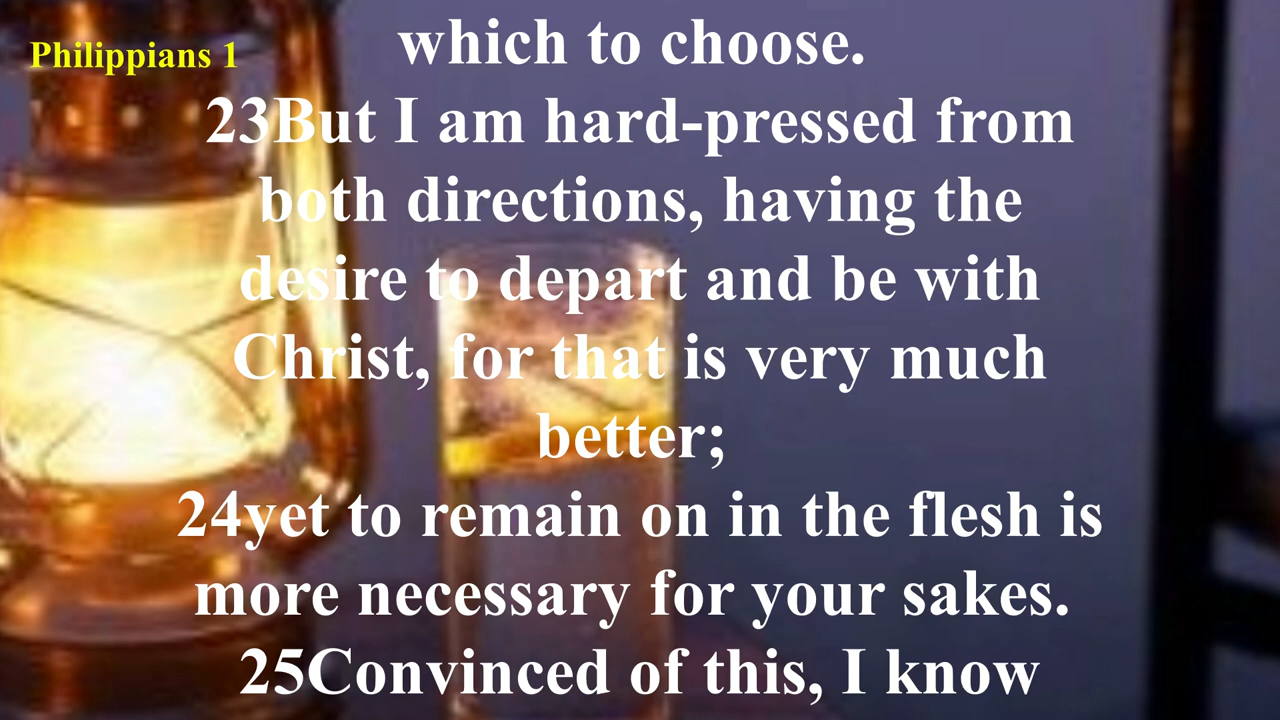 Philippians 1
which to choose.
23But I am hard-pressed from
both directions, having the
desire to depart and be with
Christ, for that is very much
better;
24yet to remain on in the flesh is
more necessary for your sakes.
25Convinced of this, I know